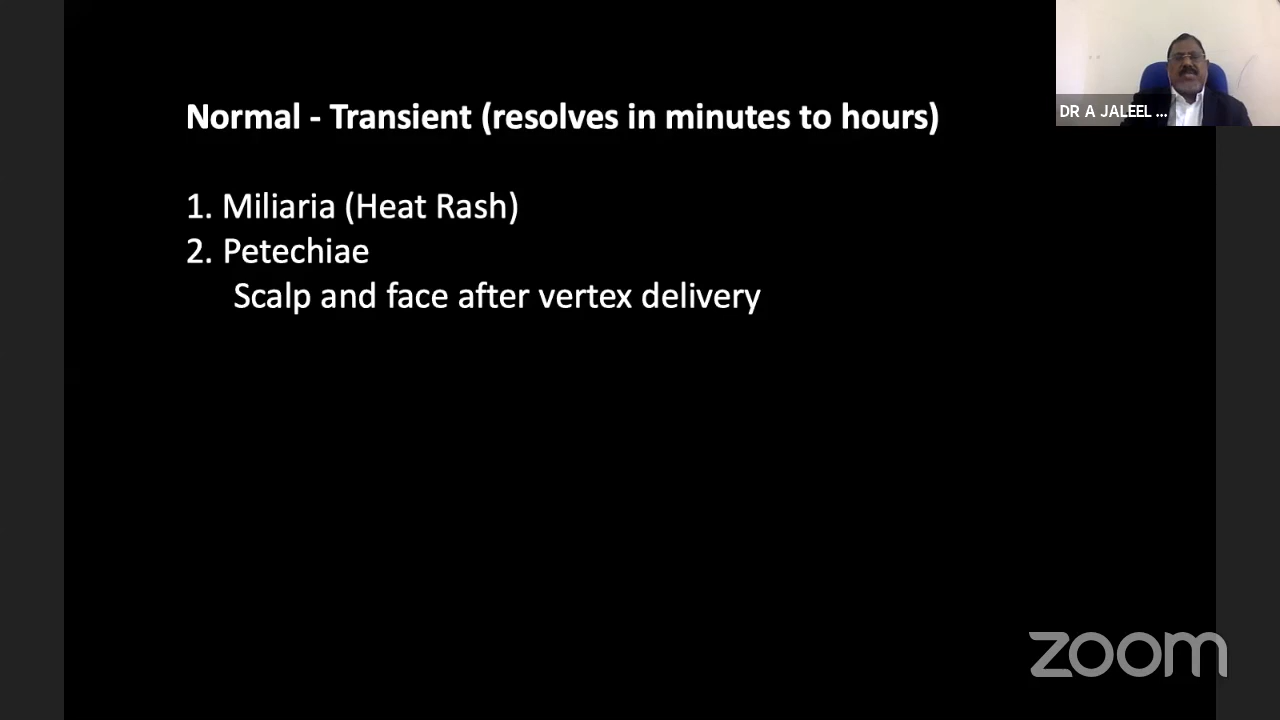 Normal - Transient (resolves in minutes to hours)
1. Miliaria (Heat Rash)
2. Petechiae
Scalp and face after vertex delivery
DR A JALEEL ...
zoom